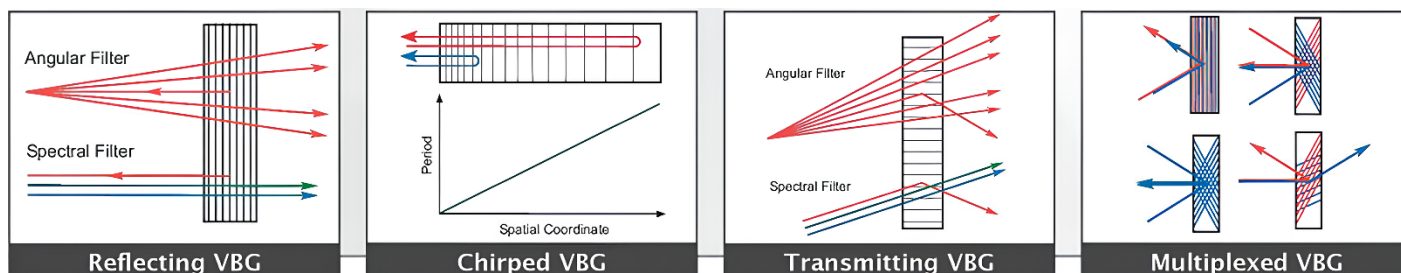 Angular Filter
Spectral Filter
Reflecting VBG
Period
Spatial Coordinate
Chirped VBG
Angular Filter
Spectral Filter
Transmitting VBG
Multiplexed VBG